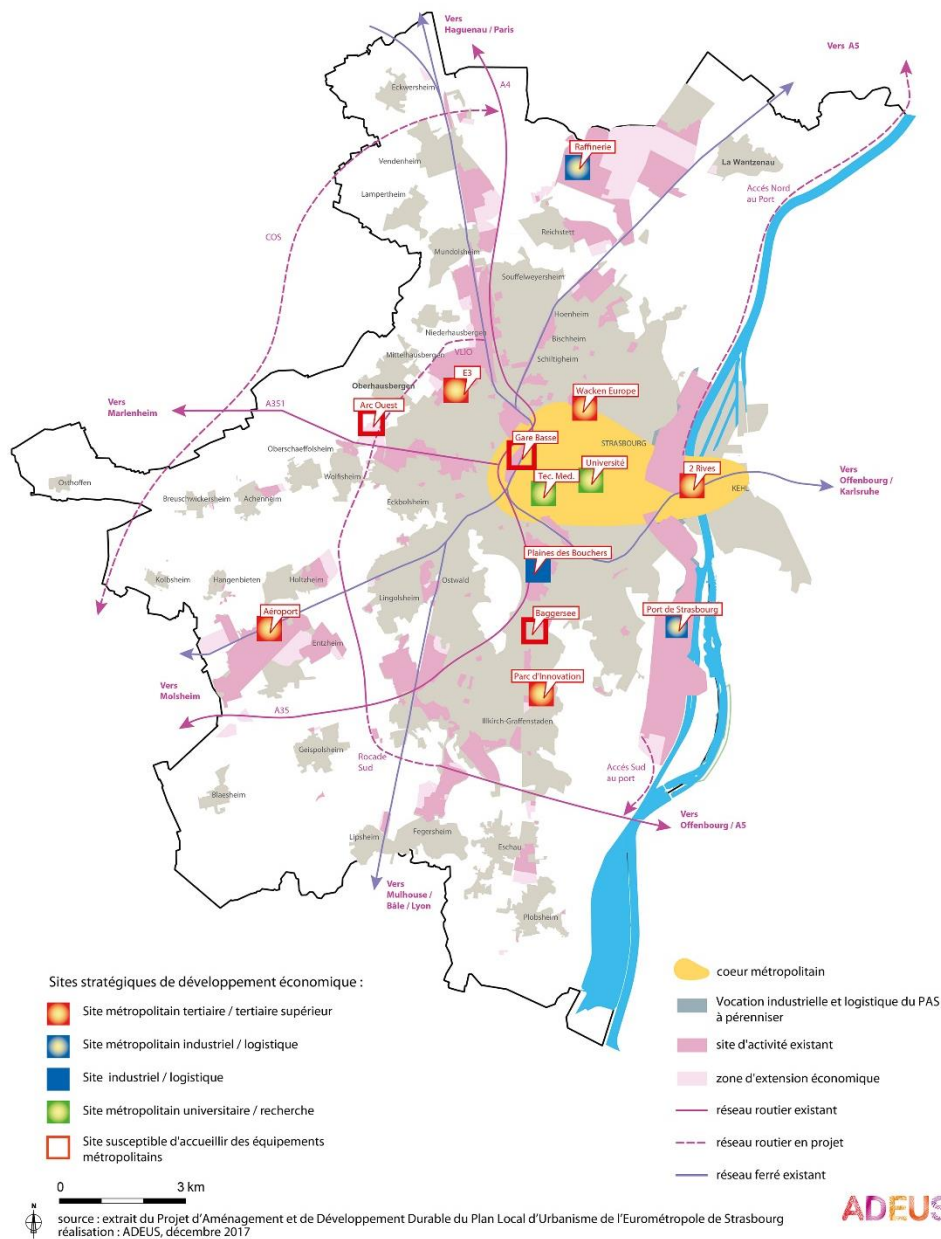 Vers
Haguenau / Paris
Vers A5
A4
Eckwersheim
Raffinerie
La Wantzenau
Vendenheim
Accés Nord
au Port
Lampertheim
Reichstett
COS
Mundolsheim
Souffelweyersheim
Hoenheim
Niederhausbergen
Bischheim
VLIO
Mittelhausbergen
Schiltigheim
E3
Oberhausbergen
Wacken Europe
Vers
Marlenheim
A351
Arc Ouest
Gare Basse
STRASBOURG
Oberschaeffolsheim
Université
2 Rives
Vers
Offenbourg /
Karlsruhe
Osthoffen
Wolfisheim
Tec. Med.
KEHL
Breuschwickersheim
Achenheim
Eckbolsheim
Plaines des Bouchers
Kolbsheim
Hangenbieten
Holtzheim
Ostwald
Lingolsheim
Aéroport
Baggersee
Port de Strasbourg
Entzheim
Vers
Molsheim
Parc d'Innovation
A35
Illkirch-Graffenstaden
Geispolsheim
Rocade
Sud
Accés Sud
au port
Blaesheim
Vers
Offenbourg / A5
Lipsheim
Fegersheim
Eschau
Vers
Mulhouse /
Bâle / Lyon
Plobsheim
Sites stratégiques de développement économique :
Site métropolitain tertiaire / tertiaire supérieur
Site métropolitain industriel / logistique
Site industriel / logistique
Site métropolitain universitaire / recherche
Site susceptible d'accueillir des équipements
métropolitains
coeur métropolitain
Vocation industrielle et logistique du PAS
à pérenniser
site d'activité existant
zone d'extension économique
réseau routier existant
réseau routier en projet
réseau ferré existant
0 3 km
N
source : extrait du Projet d'Aménagement et de Développement Durable du Plan Local d'Urbanisme de l'Eurométropole de Strasbourg
réalisation : ADEUS, décembre 2017
ADEUS